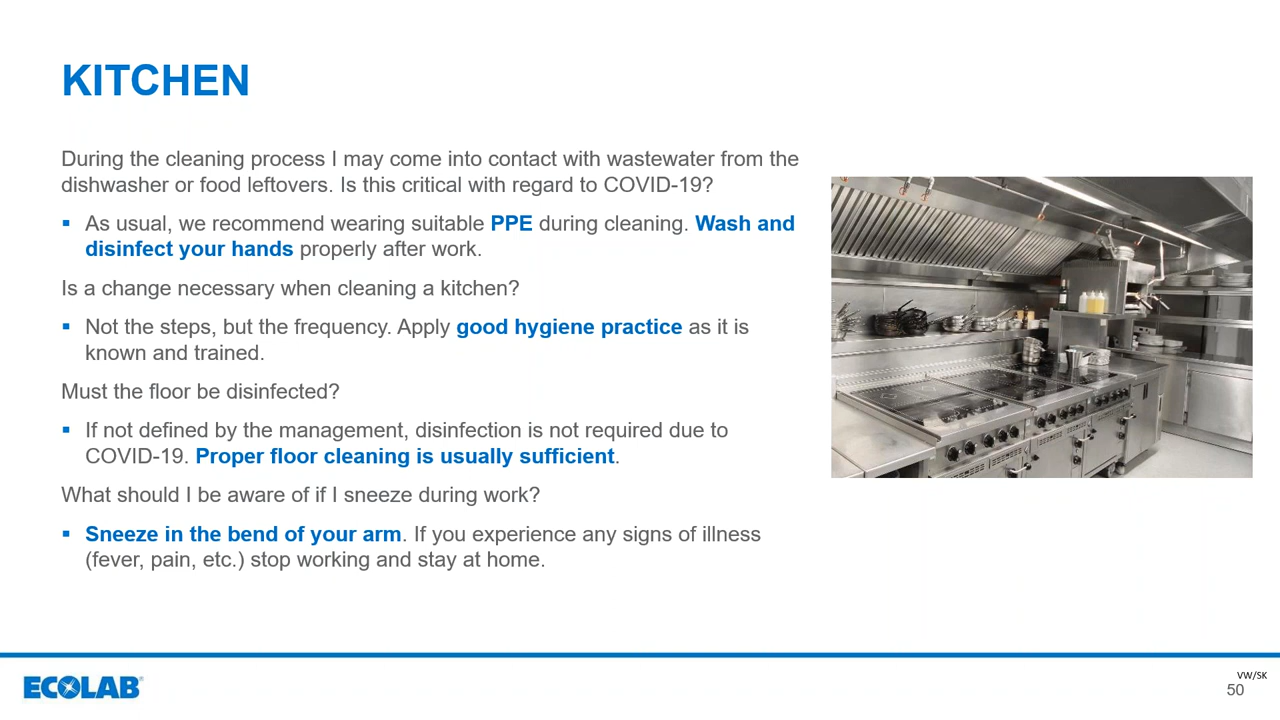 KITCHEN
During the cleaning process I may come into contact with wastewater from the
dishwasher or food leftovers. Is this critical with regard to COVID-19?
▪ As usual, we recommend wearing suitable PPE during cleaning. Wash and
disinfect your hands properly after work.
Is a change necessary when cleaning a kitchen?
▪ Not the steps, but the frequency. Apply good hygiene practice as it is
known and trained.
Must the floor be disinfected?
▪ If not defined by the management, disinfection is not required due to
COVID-19. Proper floor cleaning is usually sufficient.
What should I be aware of if I sneeze during work?
▪ Sneeze in the bend of your arm. If you experience any signs of illness
(fever, pain, etc.) stop working and stay at home.
ECOLAB®
VW/SK
50